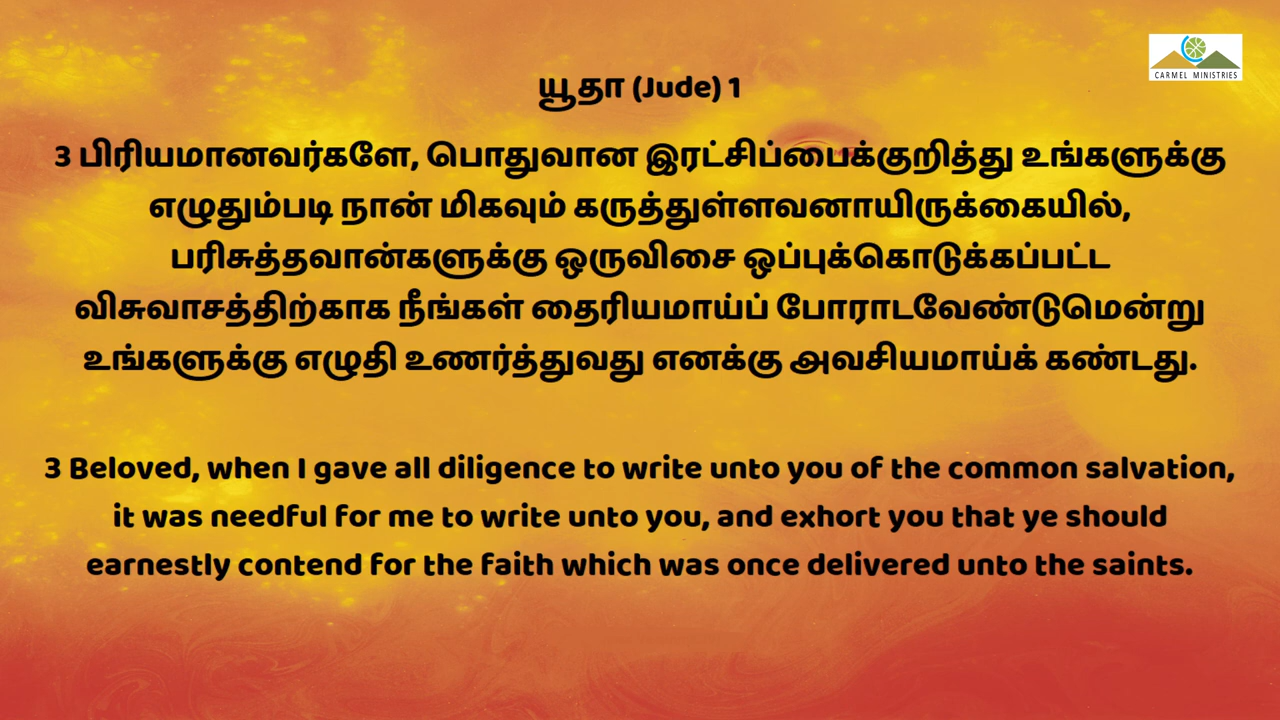 CARMEL MINISTRIES
யூதா (Jude) 1
3 பிரியமானவர்களே, பொதுவான இரட்சிப்பைக்குறித்து உங்களுக்கு
எழுதும்படி நான் மிகவும் கருத்துள்ளவனாயிருக்கையில்,
பரிசுத்தவான்களுக்கு ஒருவிசை ஒப்புக்கொடுக்கப்பட்ட
விசுவாசத்திற்காக நீங்கள் தைரியமாய்ப் போராடவேண்டுமென்று
உங்களுக்கு எழுதி உணர்த்துவது எனக்கு அவசியமாய்க் கண்டது.
3 Beloved, when I gave all diligence to write unto you of the common salvation,
it was needful for me to write unto you, and exhort you that ye should
earnestly contend for the faith which was once delivered unto the saints.